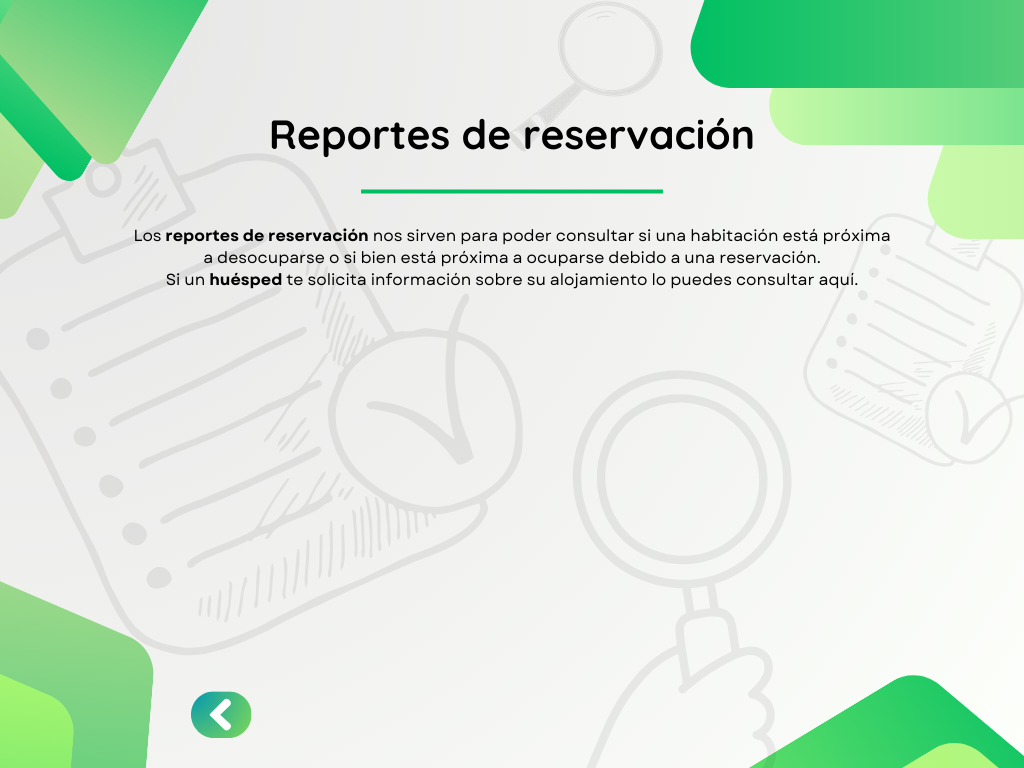 Reportes de reservación
Los reportes de reservación nos sirven para poder consultar si una habitación está próxima
a desocuparse o si bien está próxima a ocuparse debido a una reservación.
Si un huésped te solicita información sobre su alojamiento lo puedes consultar aquí.